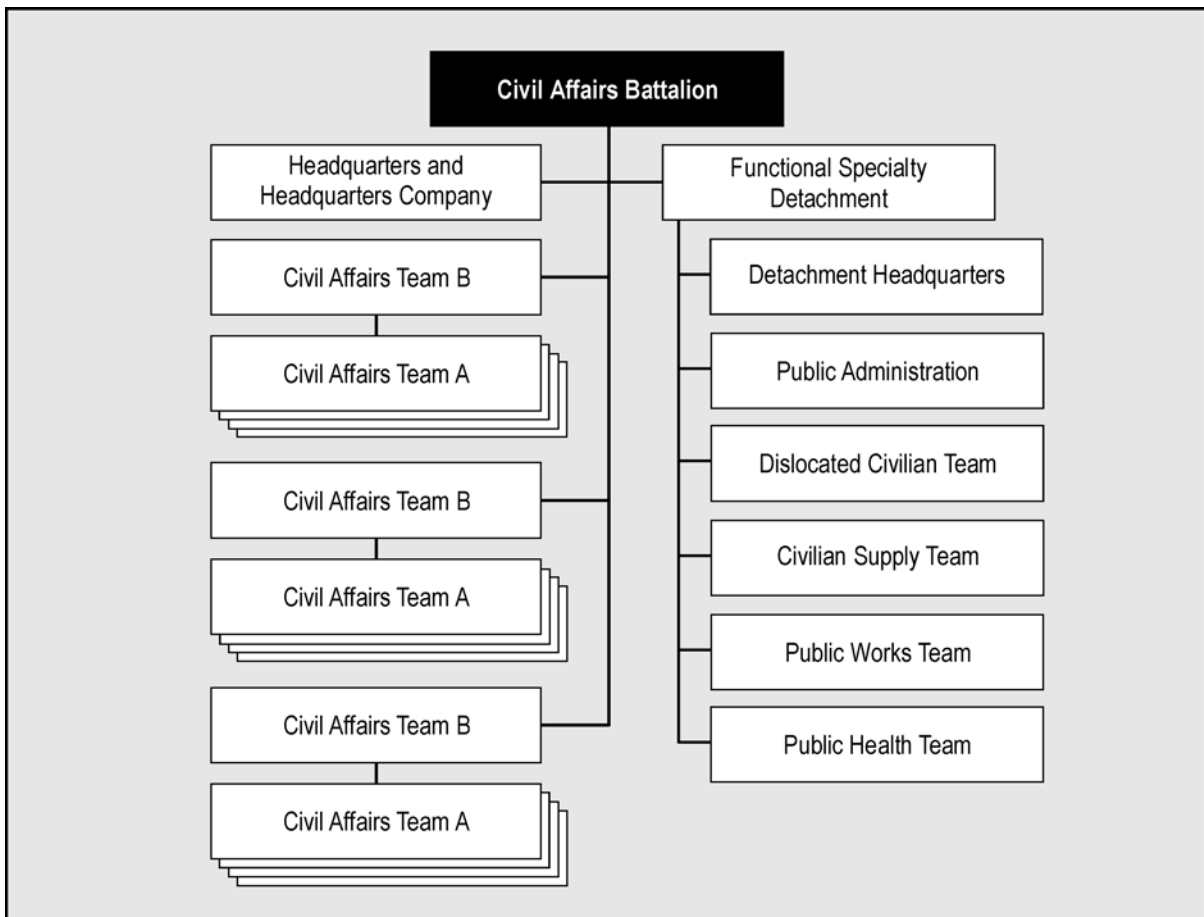 Civil Affairs Battalion
Headquarters and
Headquarters Company
Civil Affairs Team B
Civil Affairs Team A
Civil Affairs Team B
Civil Affairs Team A
Civil Affairs Team B
Civil Affairs Team A
Functional Specialty
Detachment
Detachment Headquarters
Public Administration
Dislocated Civilian Team
Civilian Supply Team
Public Works Team
Public Health Team